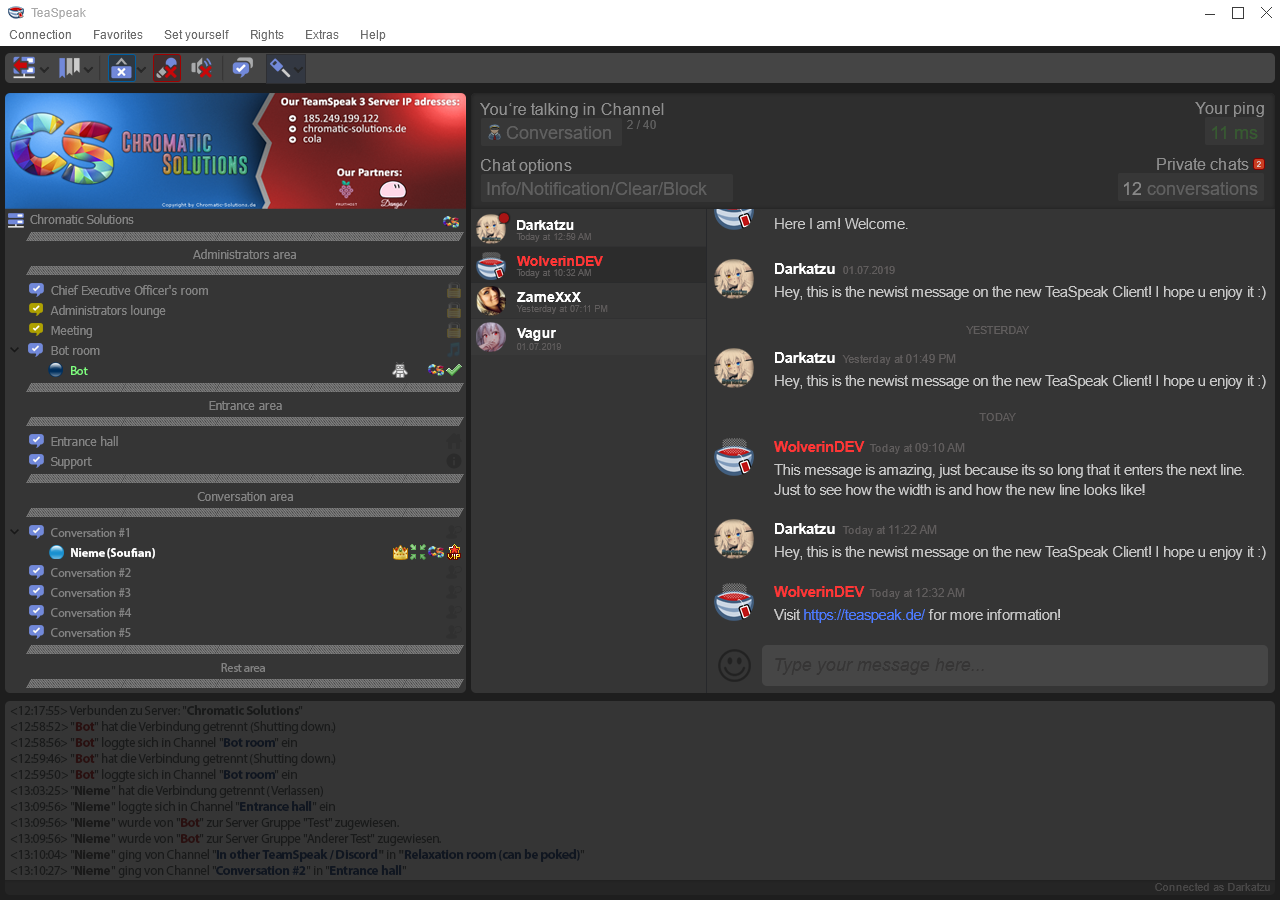 TeaSpeak
Connection Favorites Set yourself Rights Extras Help
CHROMATIC
SOLUTIONS
Our TeamSpeak 3 Server IP adresses:
185.249.199.122
chromatic-solutions.de
cola
Our Partners:
FRUITHOST
Dango!
Copyright by Chromatic-Solutions.de
Chromatic Solutions
Administrators area
Chief Executive Officer's room
Administrators lounge
Meeting
Bot room
Bot
Entrance area
Entrance hall
Support
Conversation area
Conversation #1
Nieme (Soufian)
VIP
Conversation #2
Conversation #3
Conversation #4
Conversation #5
Rest area
You're talking in Channel
Conversation 2 / 40
Your ping
11 ms
Chat options
Info/Notification/Clear/Block
Private chats 2
12 conversations
Darkatzu
Today at 12:59 AM
WolverinDEV
Today at 10:32 AM
ZarneXxX
Yesterday at 07:11 PM
Vagur
01.07.2019
Here I am! Welcome.
Darkatzu 01.07.2019
Hey, this is the newist message on the new TeaSpeak Client! I hope u enjoy it :)
YESTERDAY
Darkatzu Yesterday at 01:49 PM
Hey, this is the newist message on the new TeaSpeak Client! I hope u enjoy it :)
TODAY
WolverinDEV Today at 09:10 AM
This message is amazing, just because its so long that it enters the next line.
Just to see how the width is and how the new line looks like!
Darkatzu Today at 11:22 AM
Hey, this is the newist message on the new TeaSpeak Client! I hope u enjoy it :)
WolverinDEV Today at 12:32 AM
Visit https://teaspeak.de/ for more information!
Type your message here...
<12:17:55> Verbunden zu Server: "Chromatic Solutions"
<12:58:52> "Bot" hat die Verbindung getrennt (Shutting down.)
<12:58:56> "Bot" loggte sich in Channel "Bot room" ein
<12:59:46> "Bot" hat die Verbindung getrennt (Shutting down.)
<12:59:50> "Bot" loggte sich in Channel "Bot room" ein
<13:03:25> "Nieme" hat die Verbindung getrennt (Verlassen)
<13:09:56> "Nieme" loggte sich in Channel "Entrance hall" ein
<13:09:56> "Nieme" wurde von "Bot" zur Server Gruppe "Test" zugewiesen.
<13:09:56> "Nieme" wurde von "Bot" zur Server Gruppe "Anderer Test" zugewiesen.
<13:10:04> "Nieme" ging von Channel "In other TeamSpeak / Discord" in "Relaxation room (can be poked)"
<13:10:27> "Nieme" ging von Channel "Conversation #2" in "Entrance hall"
Connected as Darkatzu